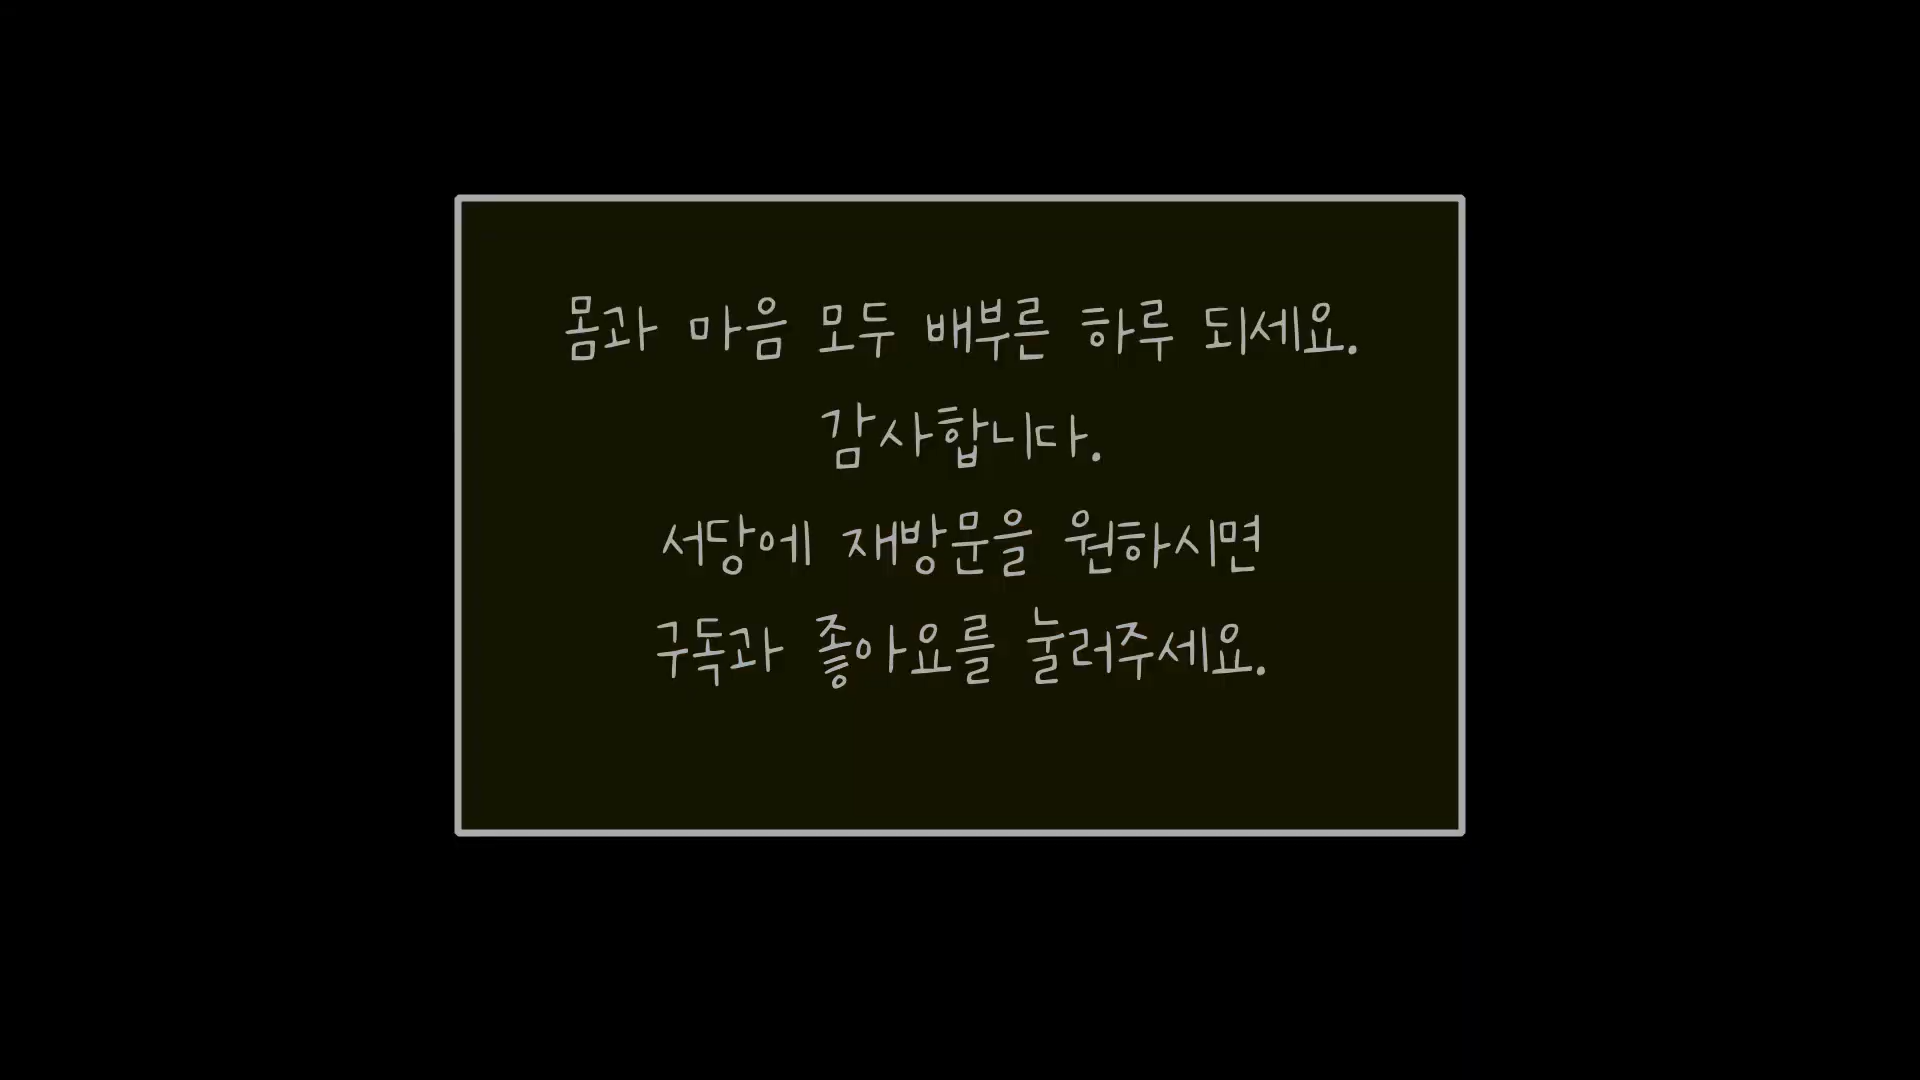 몸과 마음 모두 배부른 하루 되세요.
감사합니다.
서당에 재방문을 원하시면
구독과 좋아요를 눌러주세요.